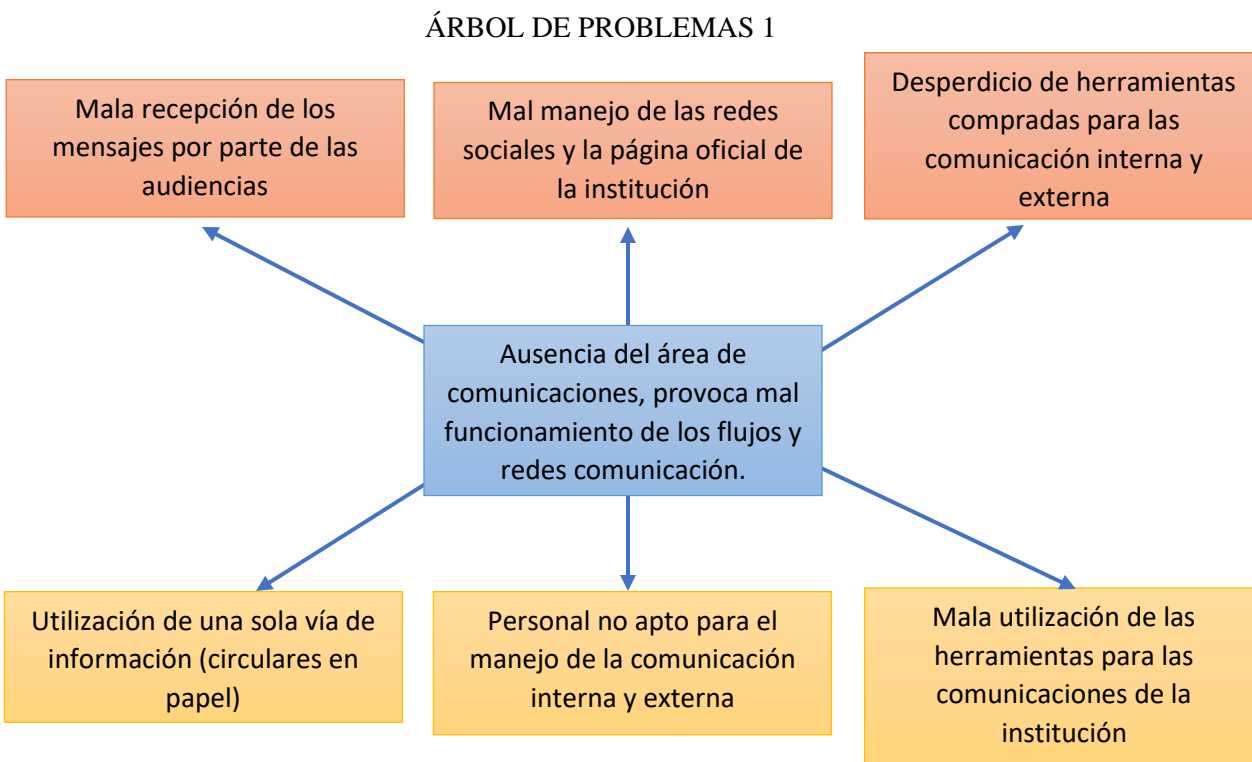 ÁRBOL DE PROBLEMAS 1
Mala recepción de los
mensajes por parte de las
audiencias
Mal manejo de las redes
sociales y la página oficial de
la institución
Desperdicio de herramientas
compradas para las
comunicación interna y
externa
Ausencia del área de
comunicaciones, provoca mal
funcionamiento de los flujos y
redes comunicación.
Utilización de una sola vía de
información (circulares en
papel)
Personal no apto para el
manejo de la comunicación
interna y externa
Mala utilización de las
herramientas para las
comunicaciones de la
institución